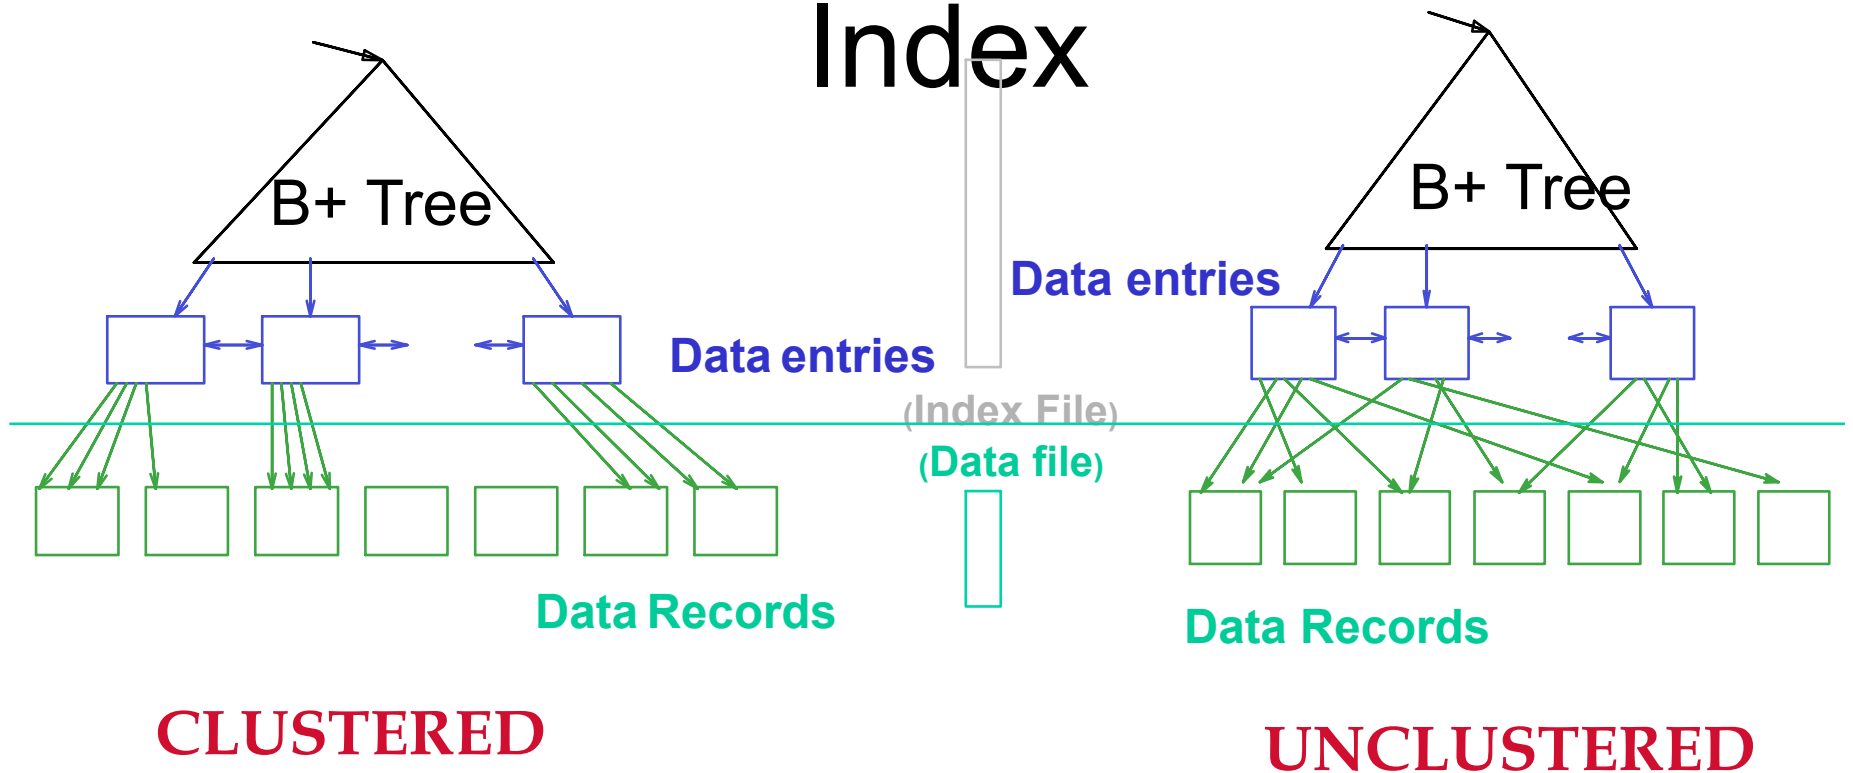 Index
B+ Tree
B+ Tree
Data entries
Data entries
(Index File)
(Data file)
Data Records
Data Records
CLUSTERED
UNCLUSTERED